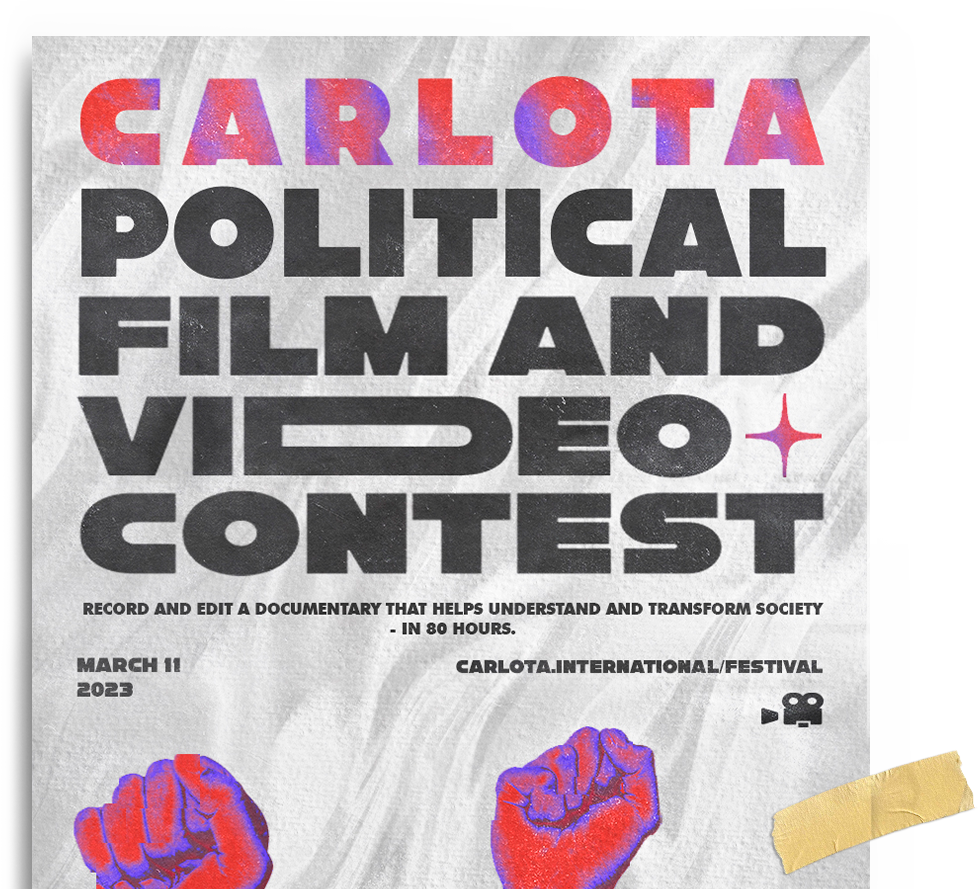 CARLOTA
POLITICAL
FILM AND
VIDEO
CONTEST
RECORD AND EDIT A DOCUMENTARY THAT HELPS UNDERSTAND AND TRANSFORM SOCIETY
- IN 80 HOURS.
MARCH 11
2023
CARLOTA.INTERNATIONAL/FESTIVAL